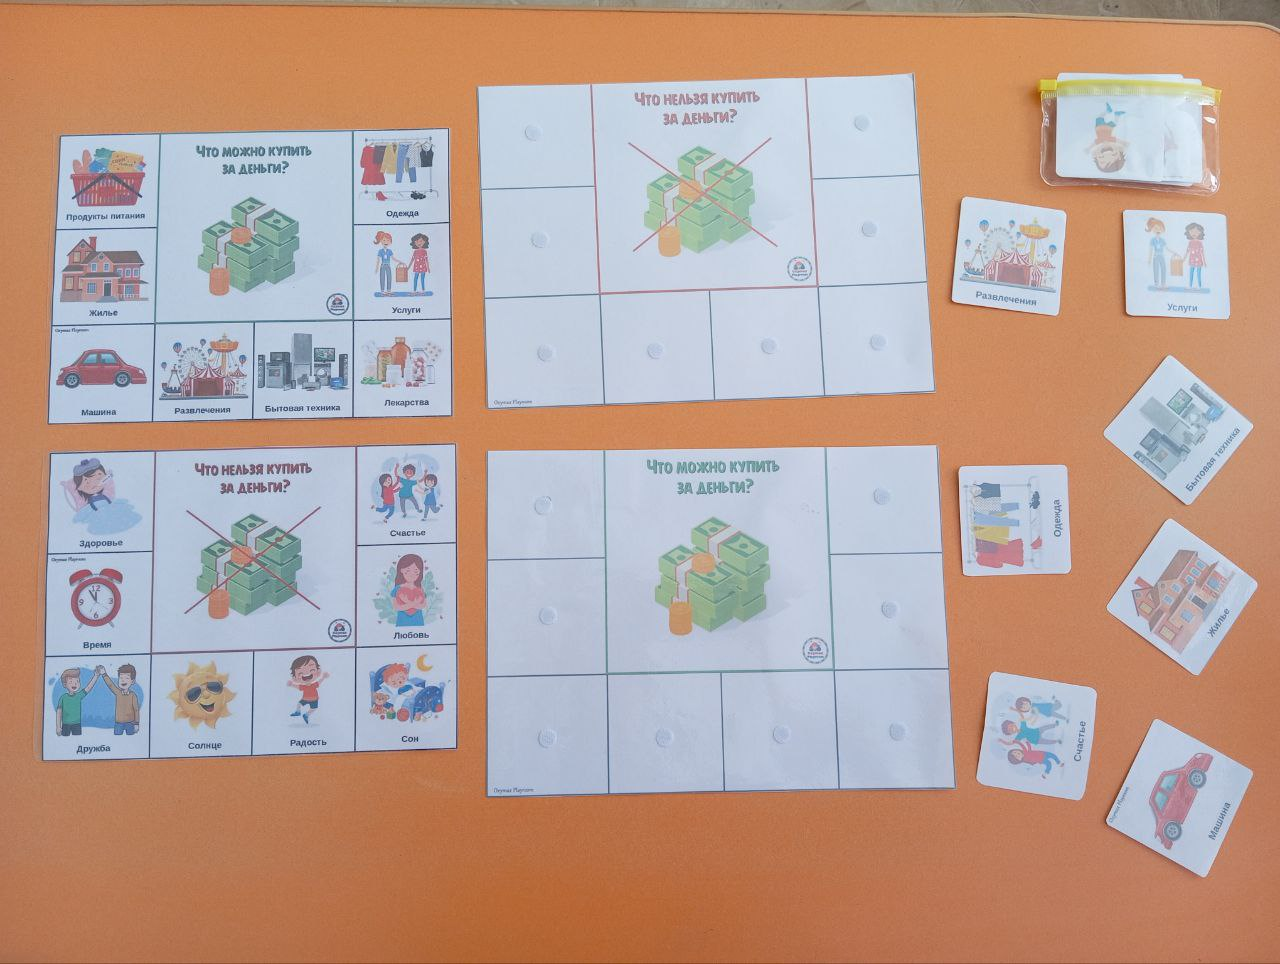 Что можно купить
за деньги?
Продукты питания
Одежда
Жилье
Услуги
Машина
Развлечения
Бытовая техника
Лекарства
Что нельзя купить
за деньги?
Что нельзя купить
за деньги?
Здоровье
Счастье
Время
Любовь
Дружба
Солнце
Радость
Сон
Что можно купить
за деньги?
Развлечения
Услуги
Бытовая техника
Одежда
Жилье
Счастье
Машина